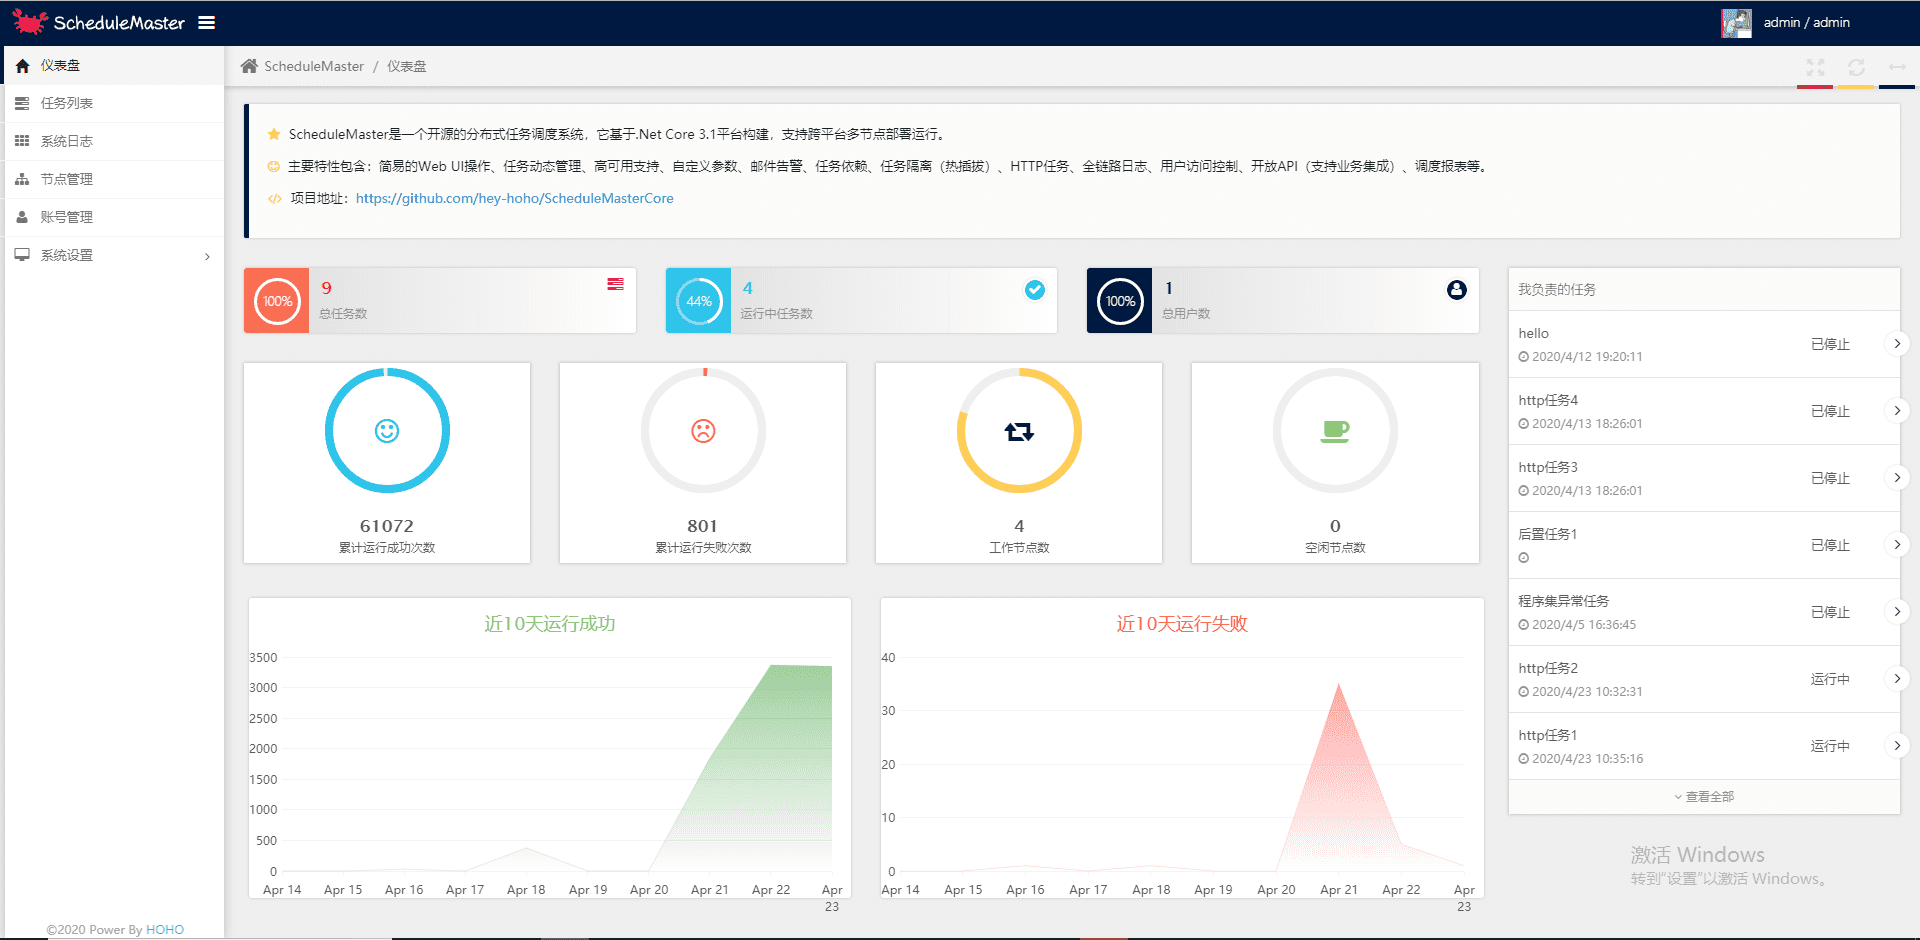 ScheduleMaster
admin / admin
仪表盘
任务列表
系统日志
节点管理
账号管理
系统设置
©2020 Power By HOHO
ScheduleMaster / 仪表盘
ScheduleMaster是一个开源的分布式任务调度系统，它基于.Net Core 3.1平台构建，支持跨平台多节点部署运行。
主要特性包含：简易的Web UI操作、任务动态管理、高可用支持、自定义参数、邮件告警、任务依赖、任务隔离（热插拔）、HTTP任务、全链路日志、用户访问控制、开放API（支持业务集成）、调度报表等。
项目地址：https://github.com/hey-hoho/ScheduleMasterCore
100%
9
总任务数
44%
4
运行中任务数
100%
1
总用户数
61072
累计运行成功次数
801
累计运行失败次数
4
工作节点数
0
空闲节点数
近10天运行成功
3500
3000
2500
2000
1500
1000
500
0
Apr 14 Apr 15 Apr 16 Apr 17 Apr 18 Apr 19 Apr 20 Apr 21 Apr 22 Apr 23
近10天运行失败
40
30
20
10
0
Apr 14 Apr 15 Apr 16 Apr 17 Apr 18 Apr 19 Apr 20 Apr 21 Apr 22 Apr 23
我负责的任务
hello
2020/4/12 19:20:11
已停止
http任务4
2020/4/13 18:26:01
已停止
http任务3
2020/4/13 18:26:01
已停止
后置任务1
已停止
程序集异常任务
2020/4/5 16:36:45
已停止
http任务2
2020/4/23 10:32:31
运行中
http任务1
2020/4/23 10:35:16
运行中
查看全部
激活 Windows
转到“设置”以激活 Windows。